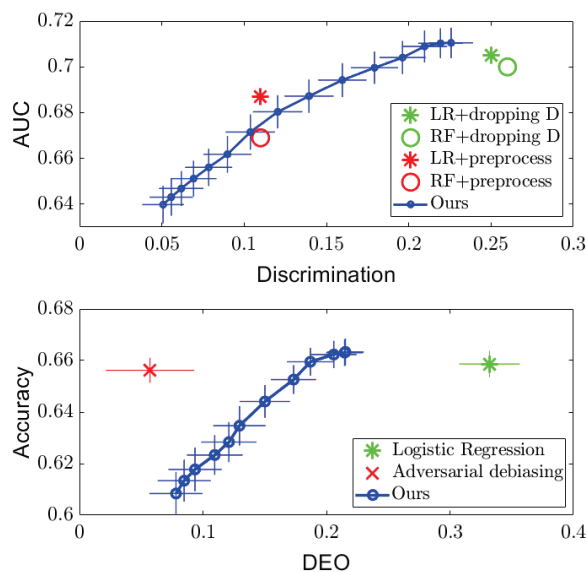 0.72
0.7
0.68
0.66
0.64
AUC
LR+dropping D
RF+dropping D
LR+preprocess
RF+preprocess
Ours
0 0.05 0.1 0.15 0.2 0.25 0.3
Discrimination
0.68
0.66
0.64
0.62
0.6
Accuracy
Logistic Regression
Adversarial debiasing
Ours
0 0.1 0.2 0.3 0.4
DEO